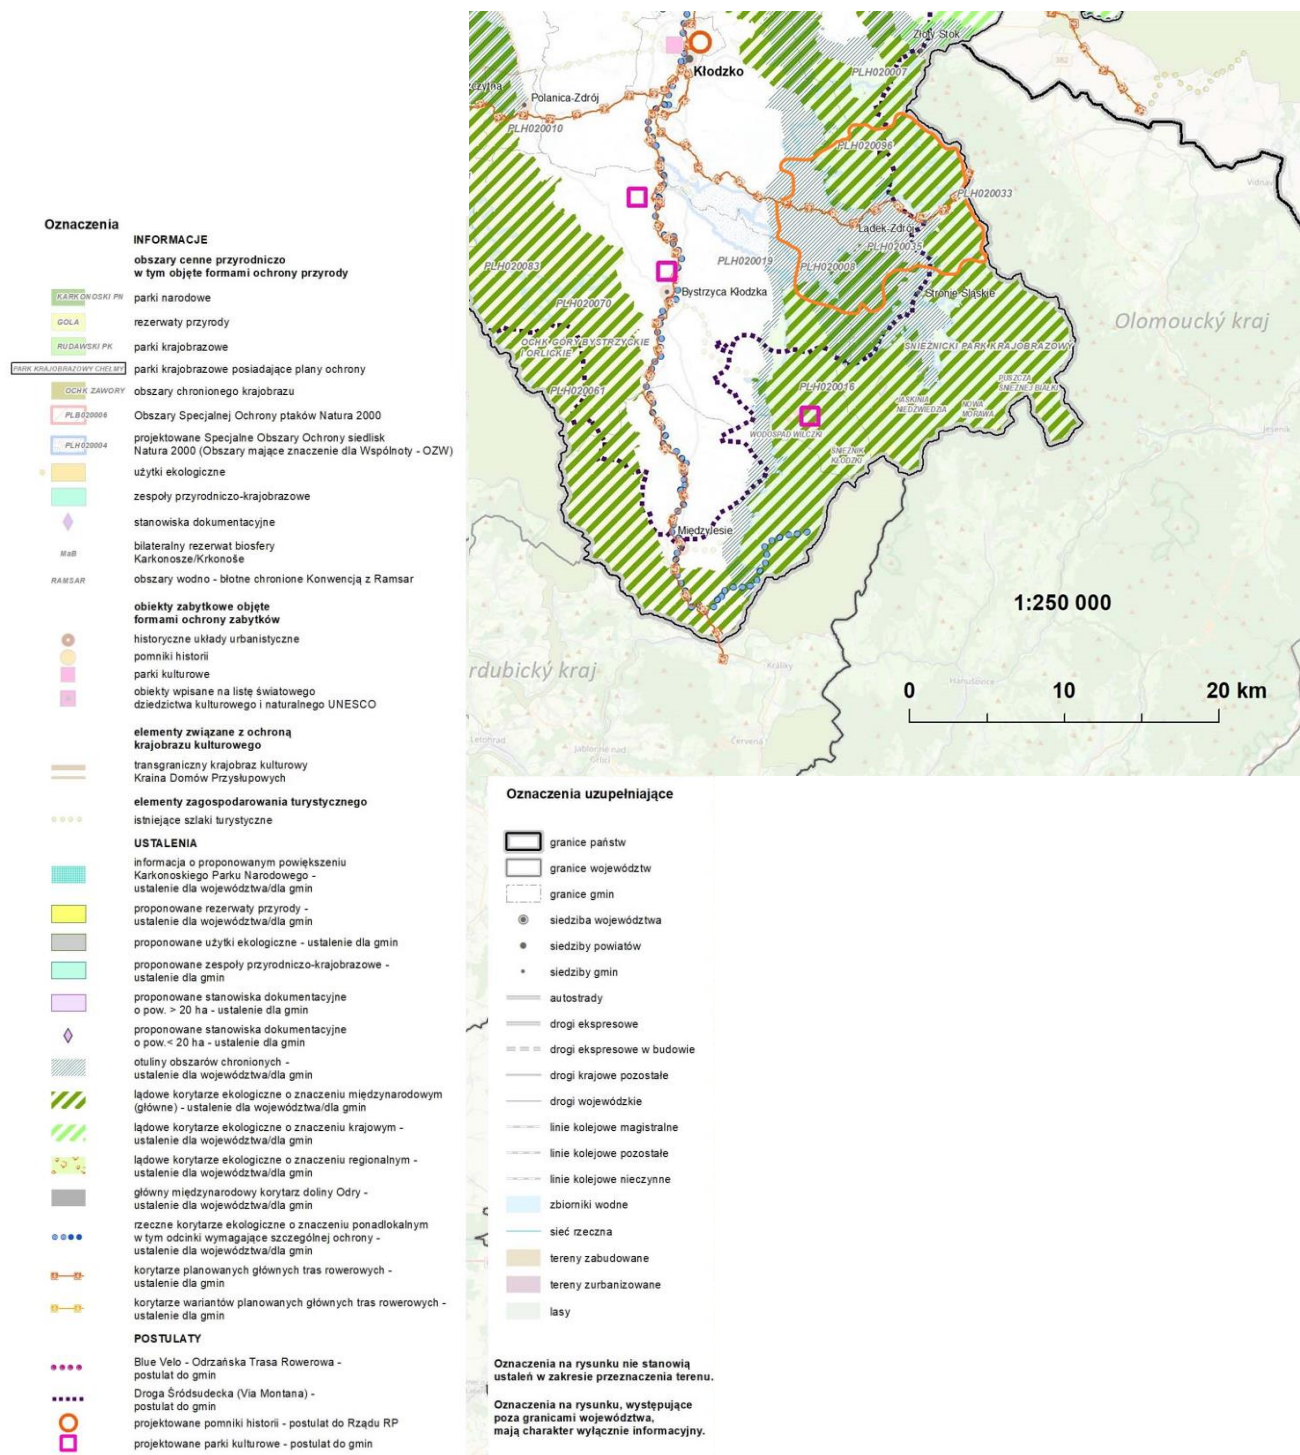 Złoty Stok
PLH020007
382
Kłodzko
Polanica-Zdrój
PLH020010
PLH020096
Vidnava
PLH020033
Lądek-Zdrój
PLH020035
PLH020019
PLH020008
PLH020083
Bystrzyca Kłodzka
Stronie Śląskie
PLH020070
Olomoucký kraj
OCHK GÓRY BYSTRZYCKIE
I ORLICKIE
ŚNIEŻNICKI PARK KRAJOBRAZOWY
PLH020061
PLH020016
PUSZCZA
ŚNIEŻNEJ BIAŁKI
JASKINIA
NIEDŹWIEDZIA
NOWA
MORAWA
WODOSPAD WILCZKI
Jeseník
ŚNIEŻNIK
KŁODZKI
Międzylesie
1:250 000
rdubický kraj
Králíky
Hanušovice
0 10 20 km
Letohrad
Jablonné nad
Orlicí
Červená
Oznaczenia
INFORMACJE
obszary cenne przyrodniczo
w tym objęte formami ochrony przyrody
KARKONOSKI PN parki narodowe
GOLA rezerwaty przyrody
RUDAWSKI PK parki krajobrazowe
PARK KRAJOBRAZOWY CHEŁMY parki krajobrazowe posiadające plany ochrony
OCHK ZAWORY obszary chronionego krajobrazu
PLB020006 Obszary Specjalnej Ochrony ptaków Natura 2000
PLH020004 projektowane Specjalne Obszary Ochrony siedlisk
Natura 2000 (Obszary mające znaczenie dla Wspólnoty - OZW)
użytki ekologiczne
zespoły przyrodniczo-krajobrazowe
stanowiska dokumentacyjne
MaB bilateralny rezerwat biosfery
Karkonosze/Krkonoše
RAMSAR obszary wodno - błotne chronione Konwencją z Ramsar
obiekty zabytkowe objęte
formami ochrony zabytków
historyczne układy urbanistyczne
pomniki historii
parki kulturowe
obiekty wpisane na listę światowego
dziedzictwa kulturowego i naturalnego UNESCO
elementy związane z ochroną
krajobrazu kulturowego
transgraniczny krajobraz kulturowy
Kraina Domów Przysłupowych
elementy zagospodarowania turystycznego
istniejące szlaki turystyczne
USTALENIA
informacja o proponowanym powiększeniu
Karkonoskiego Parku Narodowego -
ustalenie dla województwa/dla gmin
proponowane rezerwaty przyrody -
ustalenie dla województwa/dla gmin
proponowane użytki ekologiczne - ustalenie dla gmin
proponowane zespoły przyrodniczo-krajobrazowe -
ustalenie dla gmin
proponowane stanowiska dokumentacyjne
o pow. > 20 ha - ustalenie dla gmin
proponowane stanowiska dokumentacyjne
o pow.< 20 ha - ustalenie dla gmin
otuliny obszarów chronionych -
ustalenie dla województwa/dla gmin
lądowe korytarze ekologiczne o znaczeniu międzynarodowym
(główne) - ustalenie dla województwa/dla gmin
lądowe korytarze ekologiczne o znaczeniu krajowym -
ustalenie dla województwa/dla gmin
lądowe korytarze ekologiczne o znaczeniu regionalnym -
ustalenie dla województwa/dla gmin
główny międzynarodowy korytarz doliny Odry -
ustalenie dla województwa/dla gmin
rzeczne korytarze ekologiczne o znaczeniu ponadlokalnym
w tym odcinki wymagające szczególnej ochrony -
ustalenie dla województwa/dla gmin
korytarze planowanych głównych tras rowerowych -
ustalenie dla gmin
korytarze wariantów planowanych głównych tras rowerowych -
ustalenie dla gmin
POSTULATY
Blue Velo - Odrzańska Trasa Rowerowa -
postulat do gmin
Droga Śródsudecka (Via Montana) -
postulat do gmin
projektowane pomniki historii - postulat do Rządu RP
projektowane parki kulturowe - postulat do gmin
Oznaczenia uzupełniające
granice państw
granice województw
granice gmin
siedziba województwa
siedziby powiatów
siedziby gmin
autostrady
drogi ekspresowe
drogi ekspresowe w budowie
drogi krajowe pozostałe
drogi wojewódzkie
linie kolejowe magistralne
linie kolejowe pozostałe
linie kolejowe nieczynne
zbiorniki wodne
sieć rzeczna
tereny zabudowane
tereny zurbanizowane
lasy
Oznaczenia na rysunku nie stanowią
ustaleń w zakresie przeznaczenia terenu.
Oznaczenia na rysunku, występujące
poza granicami województwa,
mają charakter wyłącznie informacyjny.